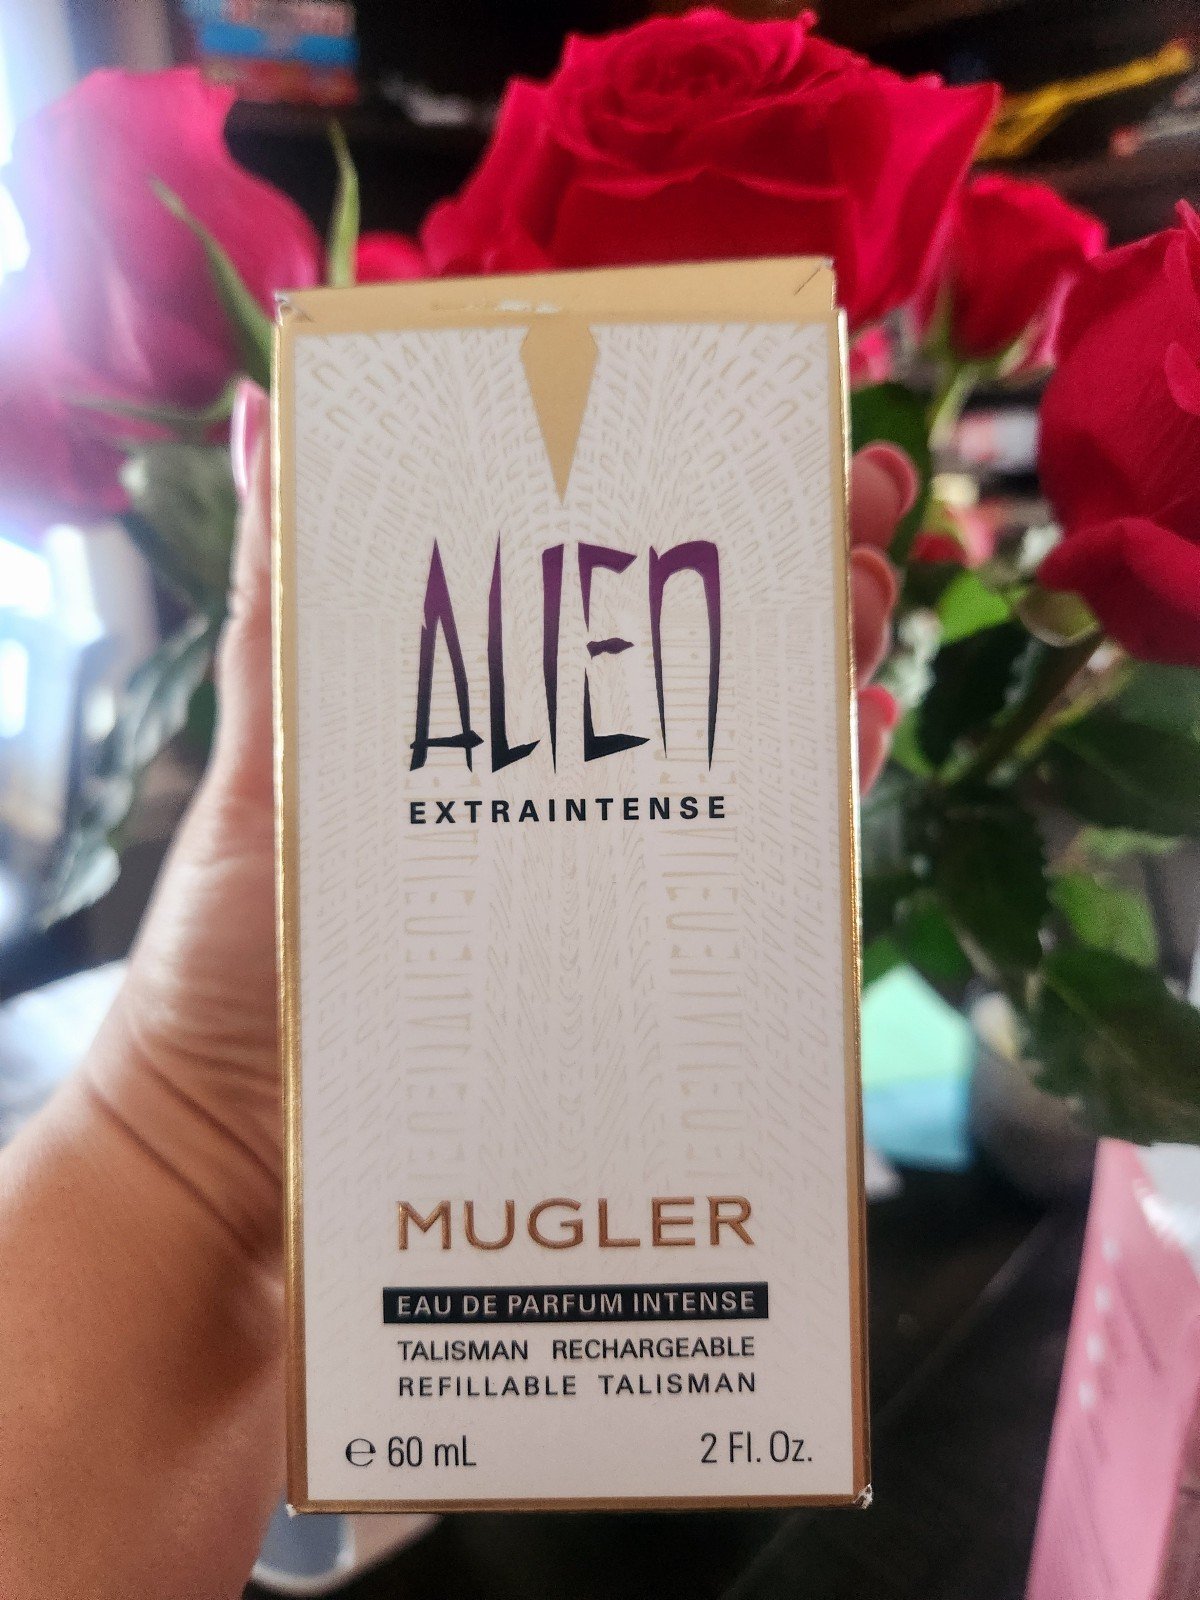 ALIEN
EXTRAINTENSE
MUGLER
EAU DE PARFUM INTENSE
TALISMAN RECHARGEABLE
REFILLABLE TALISMAN
℮ 60 mL 2 Fl. Oz.